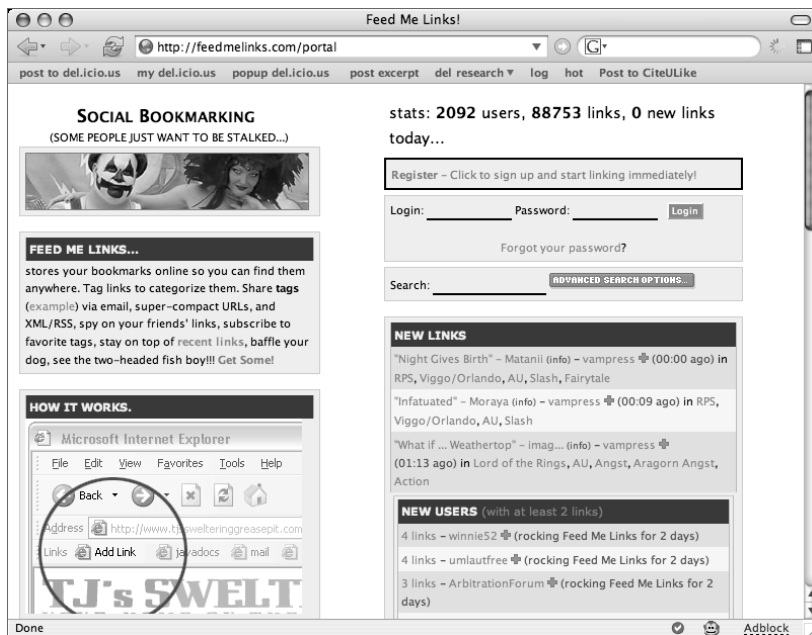 Feed Me Links!
http://feedmelinks.com/portal
G
post to del.icio.us my del.icio.us popup del.icio.us post excerpt del research log hot Post to CiteULike
SOCIAL BOOKMARKING
(SOME PEOPLE JUST WANT TO BE STALKED...)
FEED ME LINKS...
stores your bookmarks online so you can find them
anywhere. Tag links to categorize them. Share tags
(example) via email, super-compact URLs, and
XML/RSS, spy on your friends' links, subscribe to
favorite tags, stay on top of recent links, baffle your
dog, see the two-headed fish boy!!! Get Some!
HOW IT WORKS.
Microsoft Internet Explorer
File Edit View Favorites Tools Help
Back
Address http://www.tjsswelteringgreasepit.com
Links Add Link javadocs mail
TJ's SWELT
stats: 2092 users, 88753 links, 0 new links
today...
Register - Click to sign up and start linking immediately!
Login: Password: Login
Forgot your password?
Search: ADVANCED SEARCH OPTIONS...
NEW LINKS
"Night Gives Birth" - Matanii (info) - vampress (00:00 ago) in
RPS, Viggo/Orlando, AU, Slash, Fairytale
"Infatuated" - Moraya (info) - vampress (00:09 ago) in RPS,
Viggo/Orlando, AU, Slash
"What if ... Weathertop" - imag... (info) - vampress
(01:13 ago) in Lord of the Rings, AU, Angst, Aragorn Angst,
Action
NEW USERS (with at least 2 links)
4 links - winnie52 (rocking Feed Me Links for 2 days)
4 links - umlautfree (rocking Feed Me Links for 2 days)
3 links - ArbitrationForum (rocking Feed Me Links for 2
days)
Done
Adblock